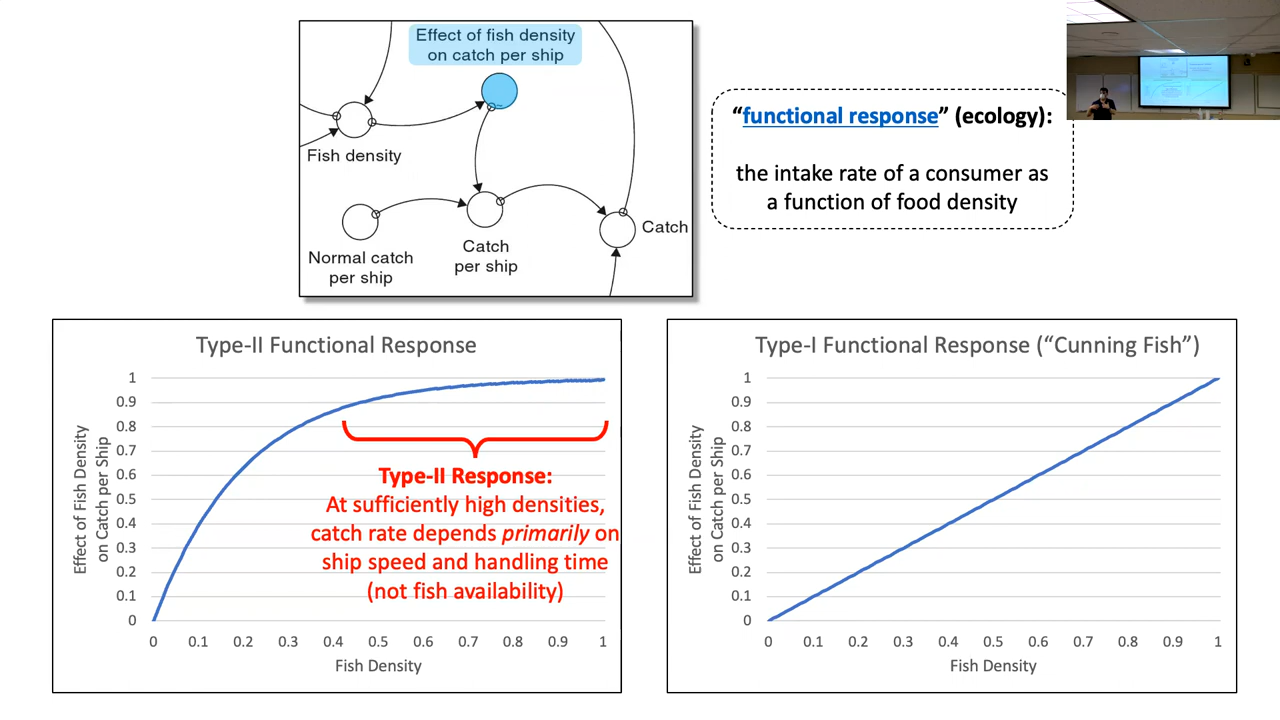 Effect of fish density
on catch per ship
Fish density
Normal catch
per ship
Catch
per ship
Catch
“functional response” (ecology):
the intake rate of a consumer as
a function of food density
Type-II Functional Response
1
0.9
0.8
0.7
0.6
0.5
0.4
0.3
0.2
0.1
0
Effect of Fish Density
on Catch per Ship
Type-II Response:
At sufficiently high densities,
catch rate depends primarily on
ship speed and handling time
(not fish availability)
0 0.1 0.2 0.3 0.4 0.5 0.6 0.7 0.8 0.9 1
Fish Density
Type-I Functional Response (“Cunning Fish”)
1
0.9
0.8
0.7
0.6
0.5
0.4
0.3
0.2
0.1
0
Effect of Fish Density
on Catch per Ship
0 0.1 0.2 0.3 0.4 0.5 0.6 0.7 0.8 0.9 1
Fish Density